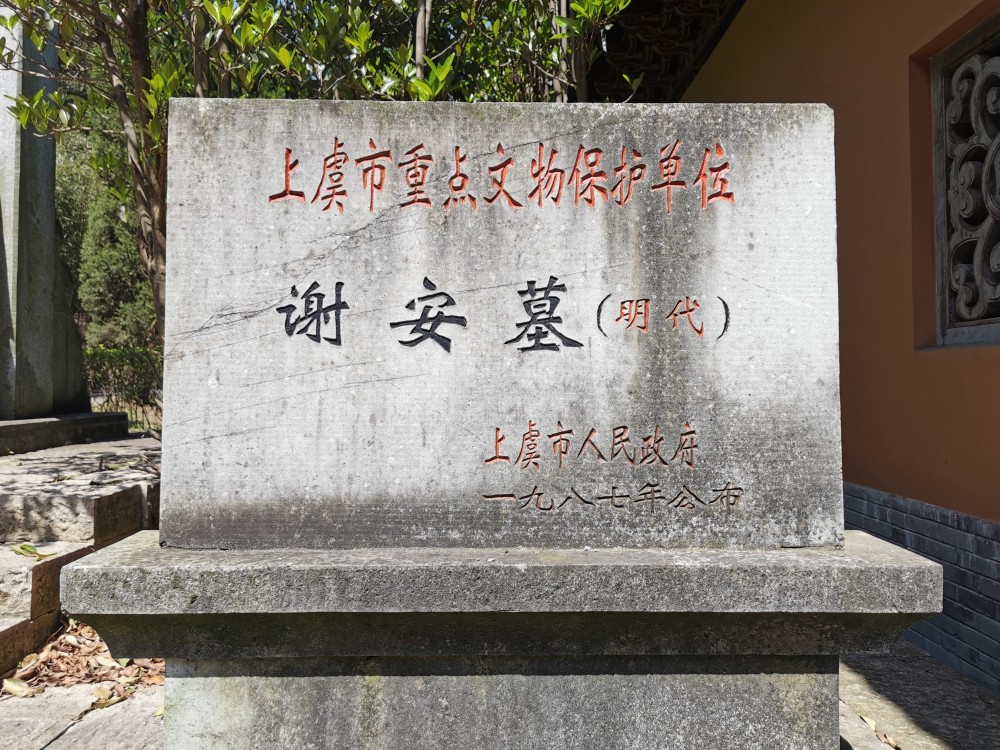 上虞市重点文物保护单位
谢安墓(明代)
上虞市人民政府
一九八七年公布